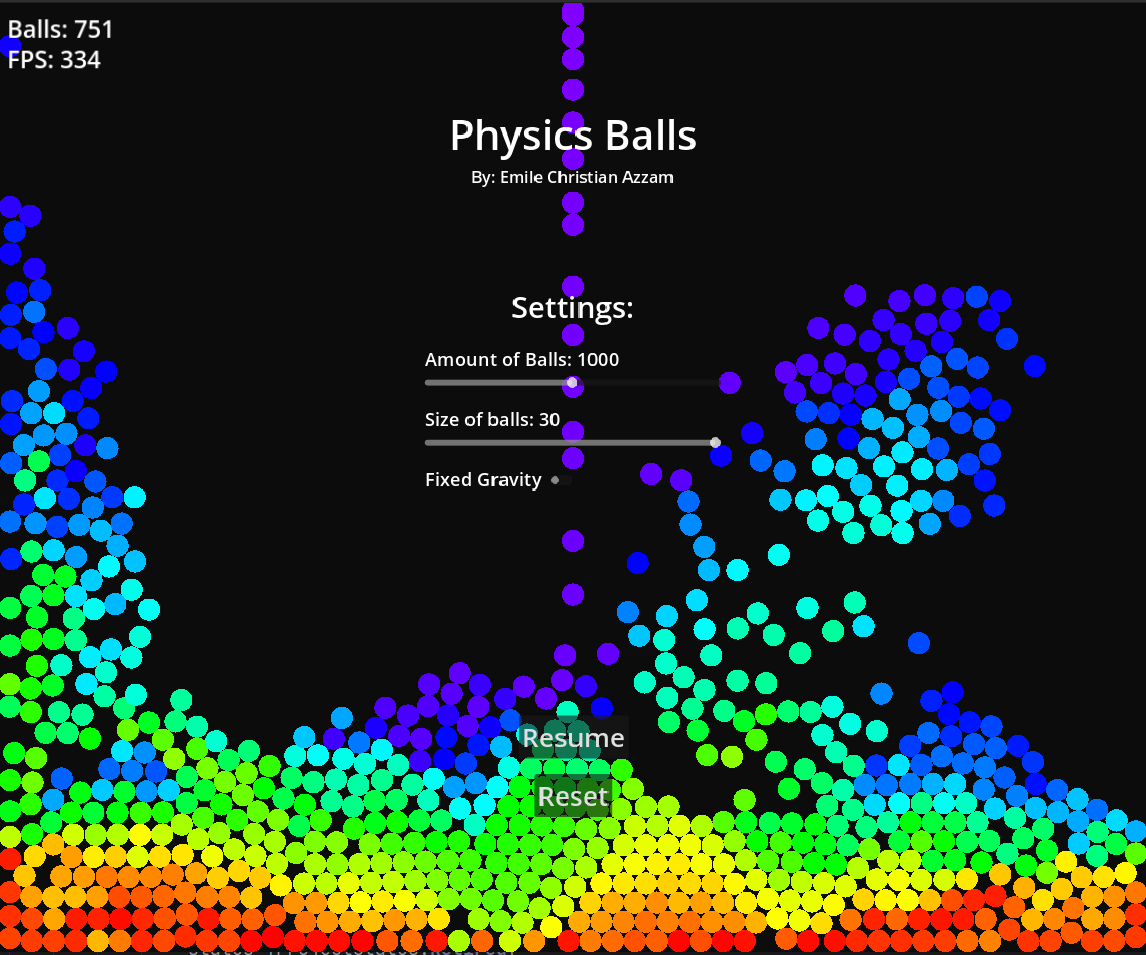 Balls: 751
FPS: 334
Physics Balls
By: Emile Christian Azzam
Settings:
Amount of Balls: 1000
Size of balls: 30
Fixed Gravity
Resume
Reset